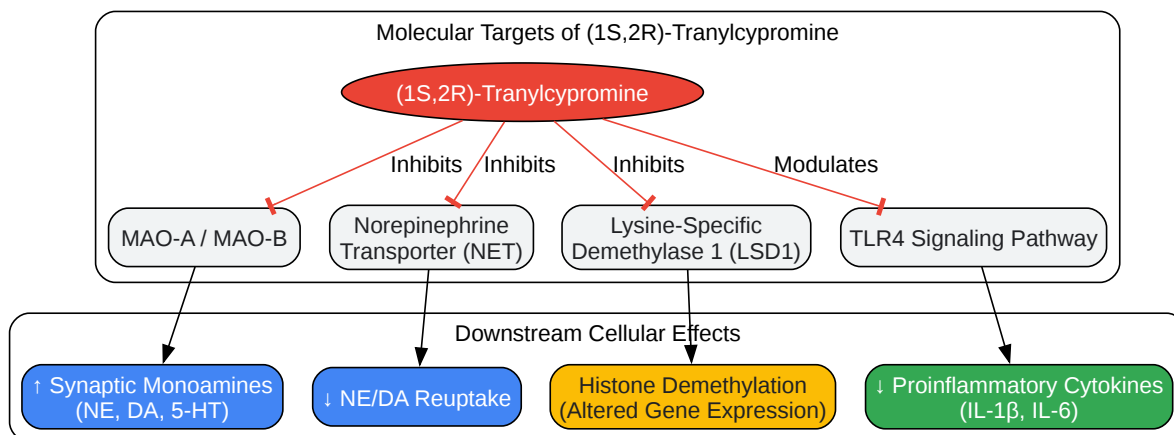 Molecular Targets of (1S,2R)-Tranylcypromine
(1S,2R)-Tranylcypromine
Inhibits
Inhibits
Inhibits
Modulates
MAO-A / MAO-B
Norepinephrine
Transporter (NET)
Lysine-Specific
Demethylase 1 (LSD1)
TLR4 Signaling Pathway
Downstream Cellular Effects
↑ Synaptic Monoamines
(NE, DA, 5-HT)
↓ NE/DA Reuptake
Histone Demethylation
(Altered Gene Expression)
↓ Proinflammatory Cytokines
(IL-1β, IL-6)